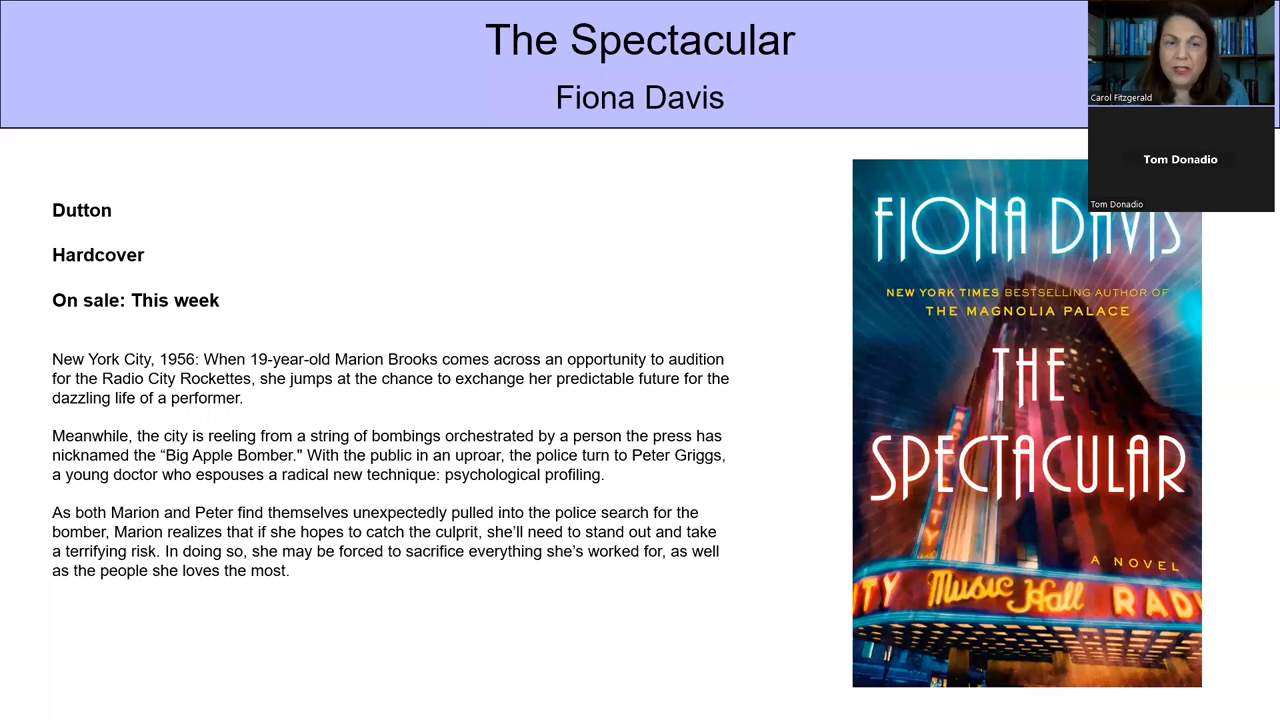 The Spectacular
Fiona Davis
Carol Fitzgerald
Tom Donadio
Tom Donadio
Dutton
Hardcover
On sale: This week
New York City, 1956: When 19-year-old Marion Brooks comes across an opportunity to audition
for the Radio City Rockettes, she jumps at the chance to exchange her predictable future for the
dazzling life of a performer.
Meanwhile, the city is reeling from a string of bombings orchestrated by a person the press has
nicknamed the “Big Apple Bomber." With the public in an uproar, the police turn to Peter Griggs,
a young doctor who espouses a radical new technique: psychological profiling.
As both Marion and Peter find themselves unexpectedly pulled into the police search for the
bomber, Marion realizes that if she hopes to catch the culprit, she’ll need to stand out and take
a terrifying risk. In doing so, she may be forced to sacrifice everything she’s worked for, as well
as the people she loves the most.
FIONA DAVIS
NEW YORK TIMES BESTSELLING AUTHOR OF
THE MAGNOLIA PALACE
THE
SPECTACULAR
A NOVEL
ITY Music Hall RAD